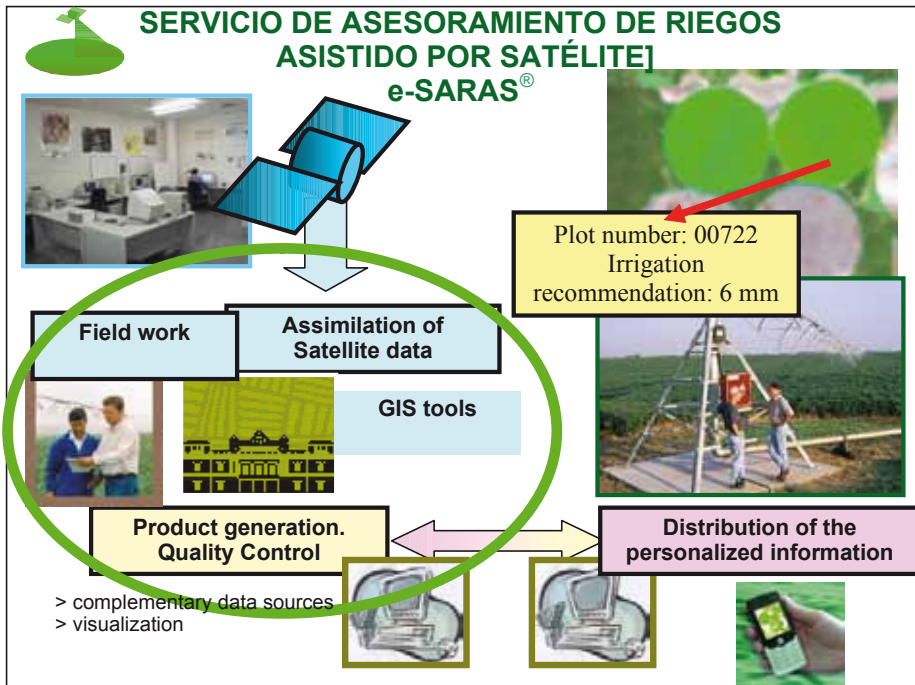 SERVICIO DE ASESORAMIENTO DE RIEGOS
ASISTIDO POR SATÉLITE]
e-SARAS®
Plot number: 00722
Irrigation
recommendation: 6 mm
Field work
Assimilation of
Satellite data
GIS tools
Product generation.
Quality Control
Distribution of the
personalized information
> complementary data sources
> visualization